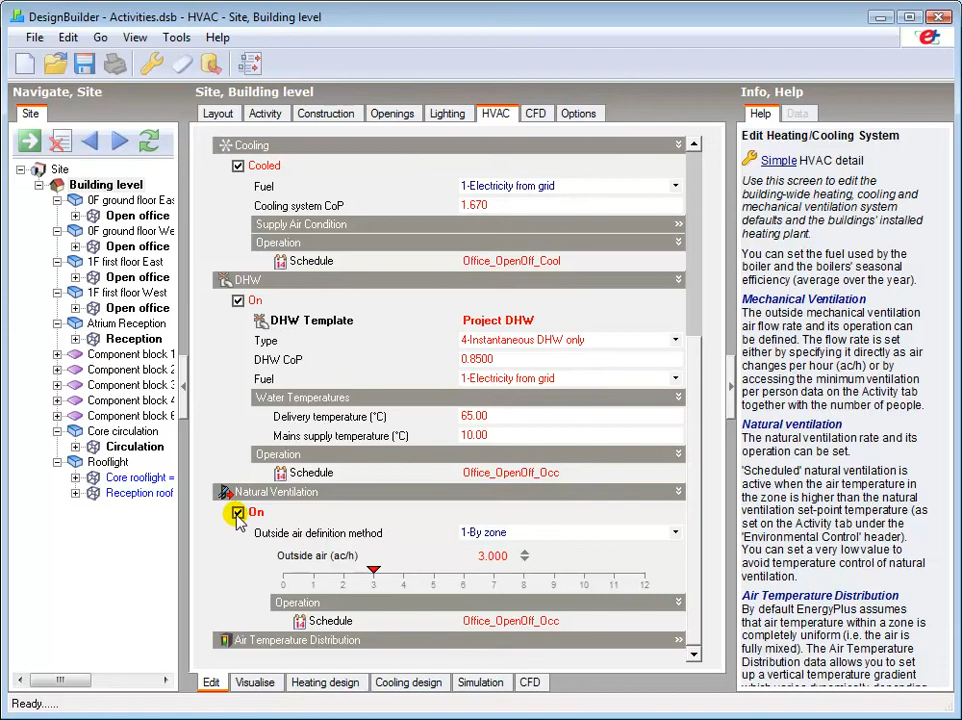 DesignBuilder - Activities.dsb - HVAC - Site, Building level
File Edit Go View Tools Help
Navigate, Site
Site
Site
Building level
0F ground floor Eas
Open office
0F ground floor We
Open office
1F first floor East
Open office
1F first floor West
Open office
Atrium Reception
Reception
Component block 1
Component block 2
Component block 3
Component block 4
Component block 6
Core circulation
Circulation
Rooflight
Core rooflight =
Reception roof
Site, Building level
Layout Activity Construction Openings Lighting HVAC CFD Options
Cooling
Cooled
Fuel 1-Electricity from grid
Cooling system CoP 1.670
Supply Air Condition
Operation
Schedule Office_OpenOff_Cool
DHW
On
DHW Template Project DHW
Type 4-Instantaneous DHW only
DHW CoP 0.8500
Fuel 1-Electricity from grid
Water Temperatures
Delivery temperature (°C) 65.00
Mains supply temperature (°C) 10.00
Operation
Schedule Office_OpenOff_Occ
Natural Ventilation
On
Outside air definition method 1-By zone
Outside air (ac/h) 3.000
0 1 2 3 4 5 6 7 8 9 10 11 12
Operation
Schedule Office_OpenOff_Occ
Air Temperature Distribution
Edit Visualise Heating design Cooling design Simulation CFD
Info, Help
Help Data
Edit Heating/Cooling System
Simple HVAC detail
Use this screen to edit the
building-wide heating, cooling and
mechanical ventilation system
defaults and the buildings' installed
heating plant.
You can set the fuel used by the
boiler and the boilers' seasonal
efficiency (average over the year).
Mechanical Ventilation
The outside mechanical ventilation
air flow rate and its operation can
be defined. The flow rate is set
either by specifying it directly as air
changes per hour (ac/h) or by
accessing the minimum ventilation
per person data on the Activity tab
together with the number of people.
Natural ventilation
The natural ventilation rate and its
operation can be set.
'Scheduled' natural ventilation is
active when the air temperature in
the zone is higher than the natural
ventilation set-point temperature (as
set on the Activity tab under the
'Environmental Control' header).
You can set a very low value to
avoid temperature control of natural
ventilation.
Air Temperature Distribution
By default EnergyPlus assumes
that air temperature within a zone is
completely uniform (i.e. the air is
fully mixed). The Air Temperature
Distribution data allows you to set
up a vertical temperature gradient
Ready......